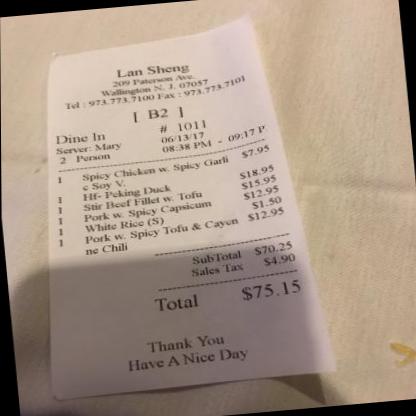 Lan Sheng
209 Paterson Ave.
Wallington N. J. 07057
Tel : 973.773.7100 Fax : 973.773.7101
[ B2 ]
Dine In # 1011
Server: Mary 06/13/17
2 Person 08:38 PM - 09:17 P
1 Spicy Chicken w. Spicy Garli $7.95
c Soy V.
1 Hf- Peking Duck $18.95
1 Stir Beef Fillet w. Tofu $15.95
1 Pork w. Spicy Capsicum $12.95
1 White Rice (S) $1.50
1 Pork w. Spicy Tofu & Cayen $12.95
ne Chili
SubTotal $70.25
Sales Tax $4.90
Total $75.15
Thank You
Have A Nice Day